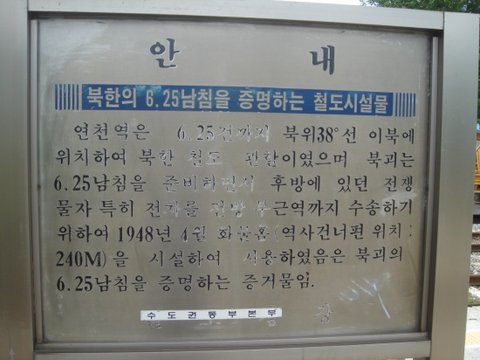 안 내
북한의 6.25남침을 증명하는 철도시설물
연천역은 6.25전까지 북위38°선 이북에
위치하여 북한 철도 관할이였으며 북괴는
6.25남침을 준비하면서 후방에 있던 전쟁
물자 특히 전차를 전방 부근역까지 수송하기
위하여 1948년 4월 화물홈(역사건너편 위치:
240M)을 시설하여 사용하였음은 북괴의
6.25남침을 증명하는 증거물임.
수도권동부본부